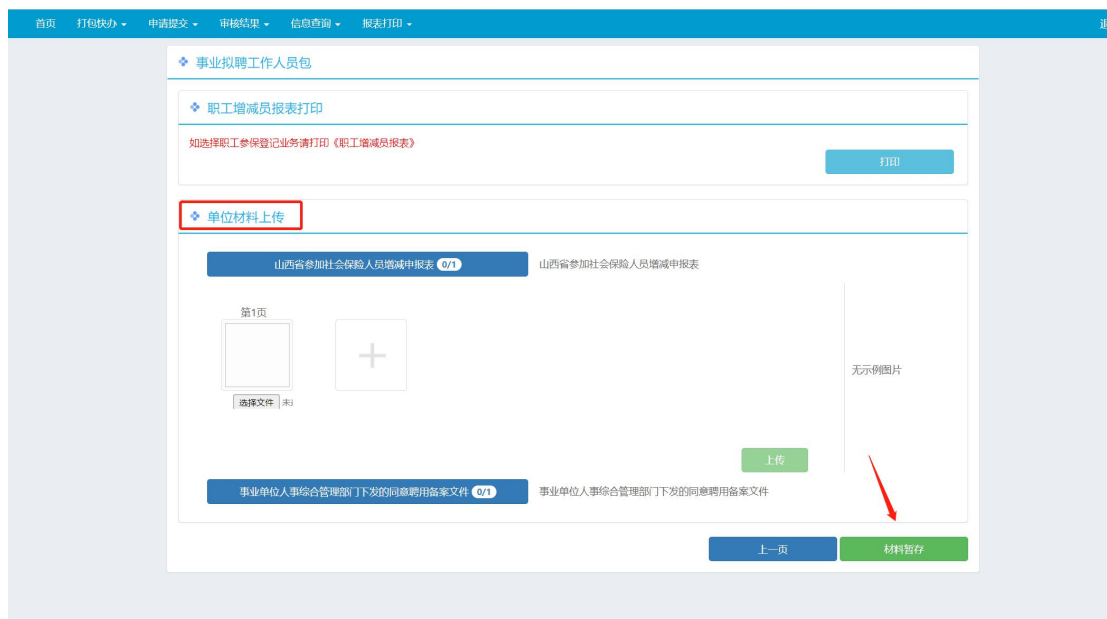 首页 打包快办 申请提交 审核结果 信息查询 报表打印
事业拟聘工作人员包
职工增减员报表打印
如选择职工参保登记业务请打印《职工增减员报表》
打印
单位材料上传
山西省参加社会保险人员增减申报表 0/1 山西省参加社会保险人员增减申报表
第1页
无示例图片
选择文件
上传
事业单位人事综合管理部门下发的同意聘用备案文件 0/1 事业单位人事综合管理部门下发的同意聘用备案文件
上一页 材料暂存